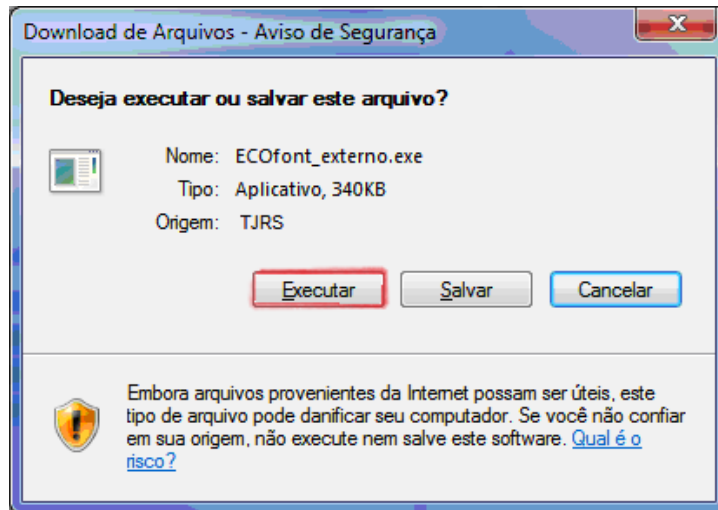 Download de Arquivos - Aviso de Segurança
Deseja executar ou salvar este arquivo?
Nome: ECOfont_externo.exe
Tipo: Aplicativo, 340KB
Origem: TJRS
Executar Salvar Cancelar
Embora arquivos provenientes da Internet possam ser úteis, este
tipo de arquivo pode danificar seu computador. Se você não confiar
em sua origem, não execute nem salve este software. Qual é o
risco?